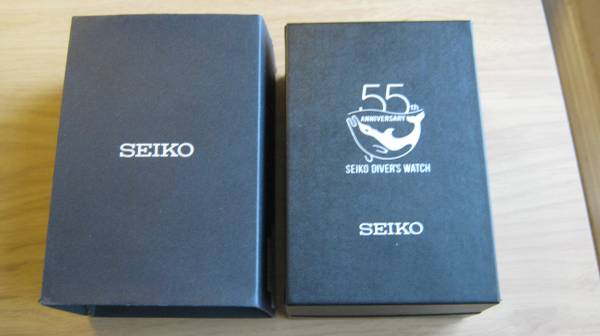 SEIKO
55th
ANNIVERSARY
SEIKO DIVER'S WATCH
SEIKO